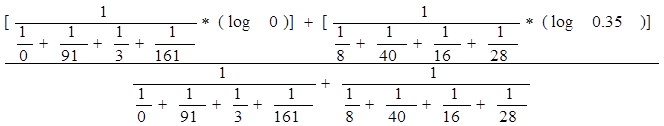 [ 1 * ( log 0 )] + [ 1 * ( log 0.35 )]
1/0 + 1/91 + 1/3 + 1/161 1/8 + 1/40 + 1/16 + 1/28
1 + 1
1/0 + 1/91 + 1/3 + 1/161 1/8 + 1/40 + 1/16 + 1/28